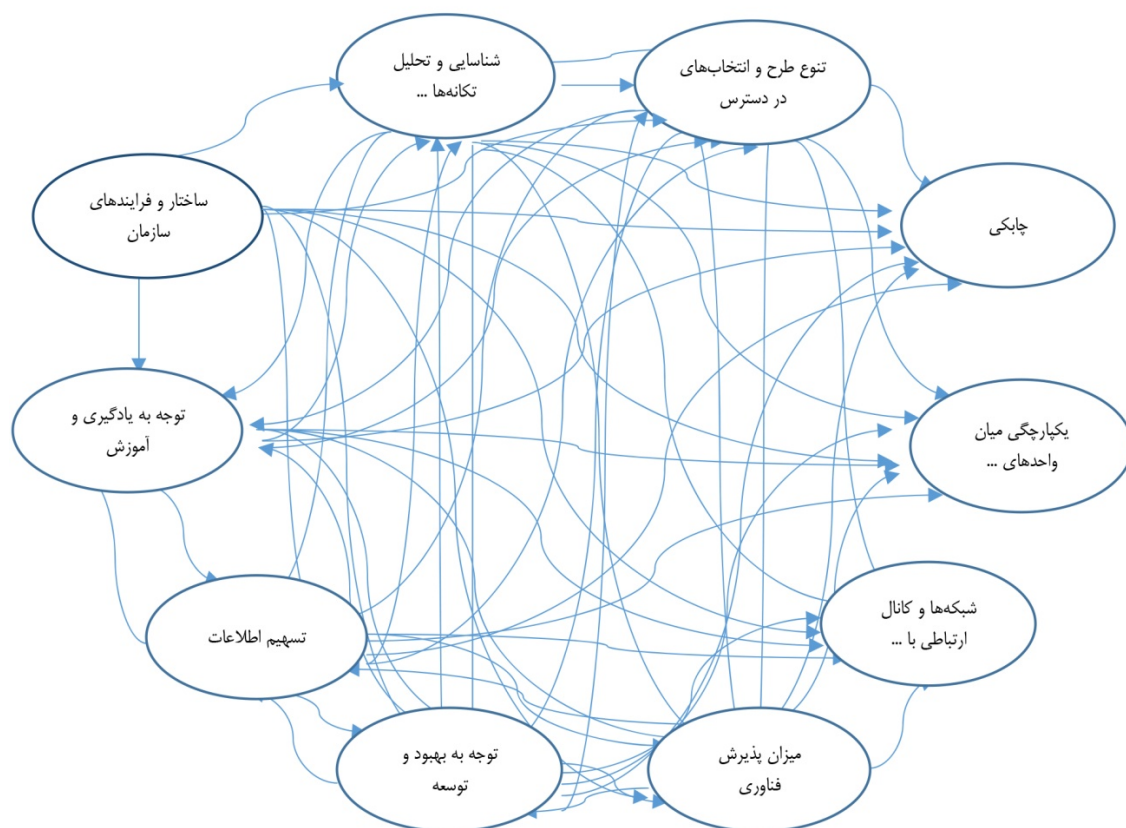 شناسایی و تحلیل
تکانه‌ها ...
تنوع طرح و انتخاب‌های
در دسترس
ساختار و فرایندهای
سازمان
چابکی
توجه به یادگیری و
آموزش
یکپارچگی میان
واحدهای ...
تسهیم اطلاعات
شبکه‌ها و کانال
ارتباطی با ...
توجه به بهبود و
توسعه
میزان پذیرش
فناوری